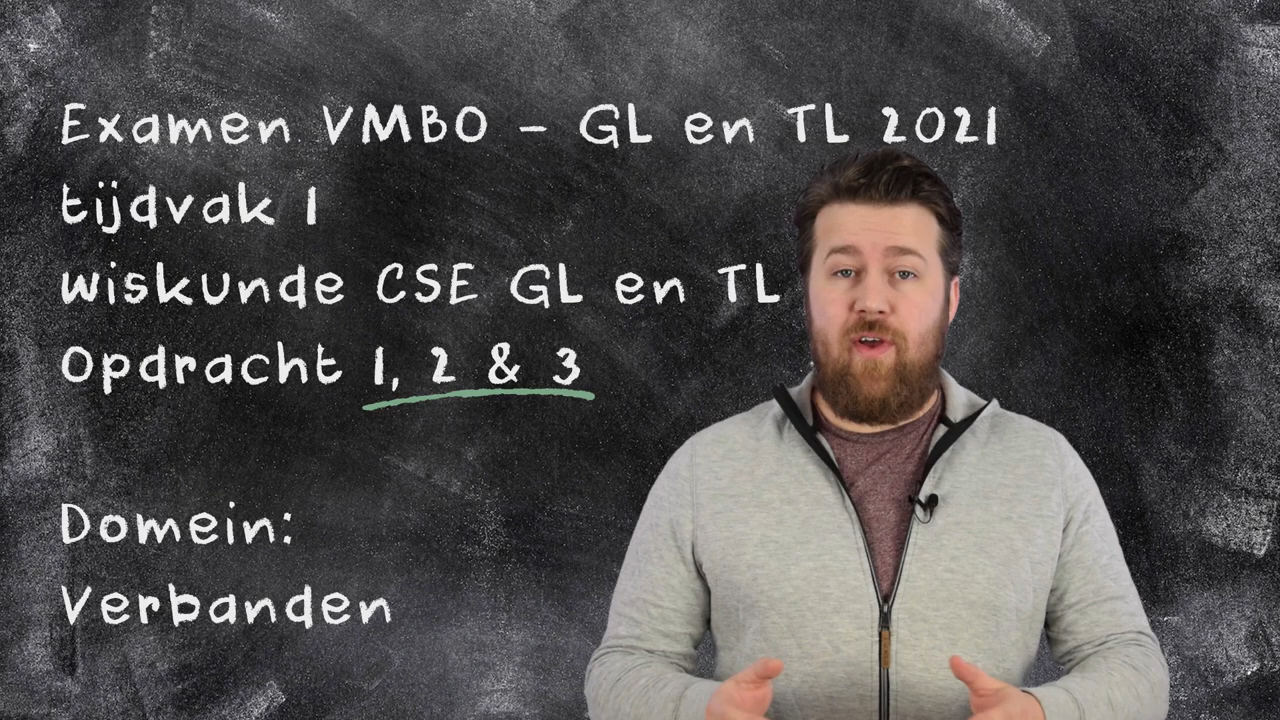 Examen VMBO - GL en TL 2021
tijdvak 1
wiskunde CSE GL en TL
Opdracht 1, 2 & 3
Domein:
Verbanden